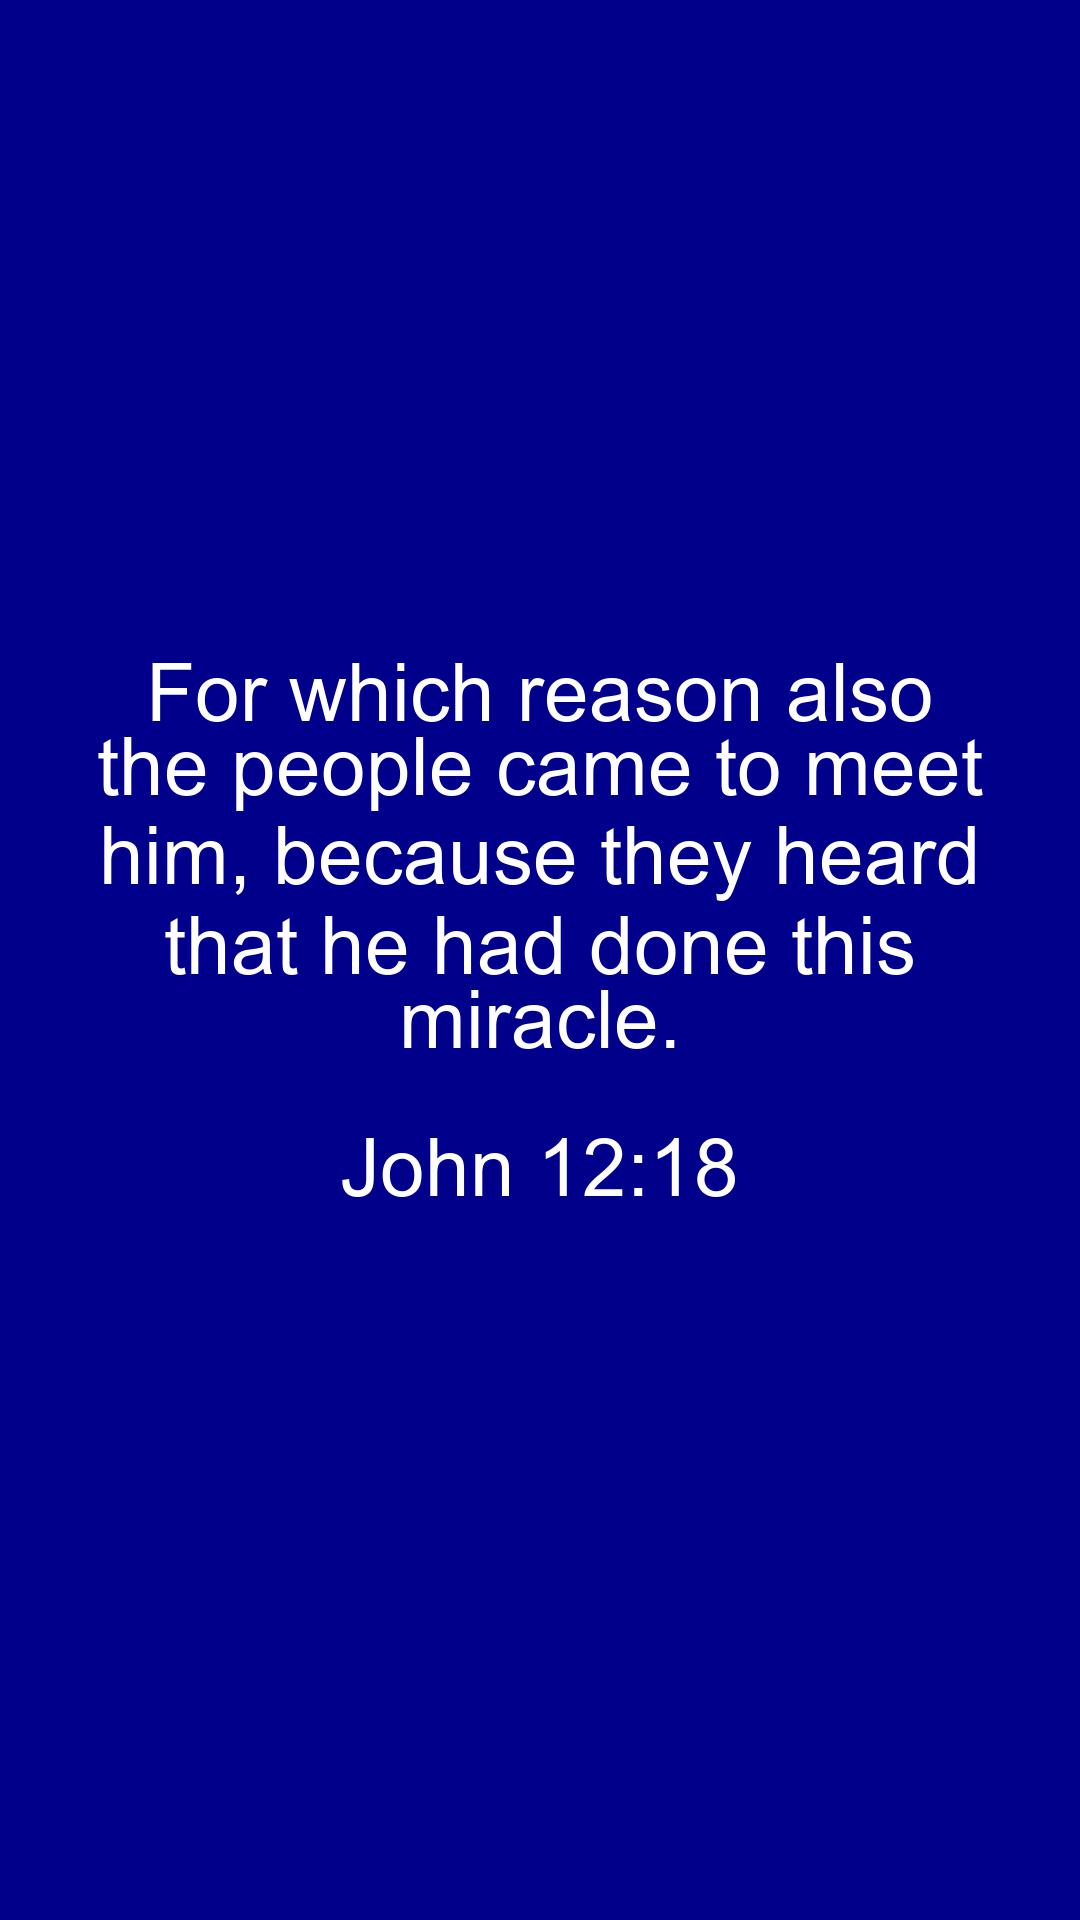 For which reason also
the people came to meet
him, because they heard
that he had done this
miracle.
John 12:18